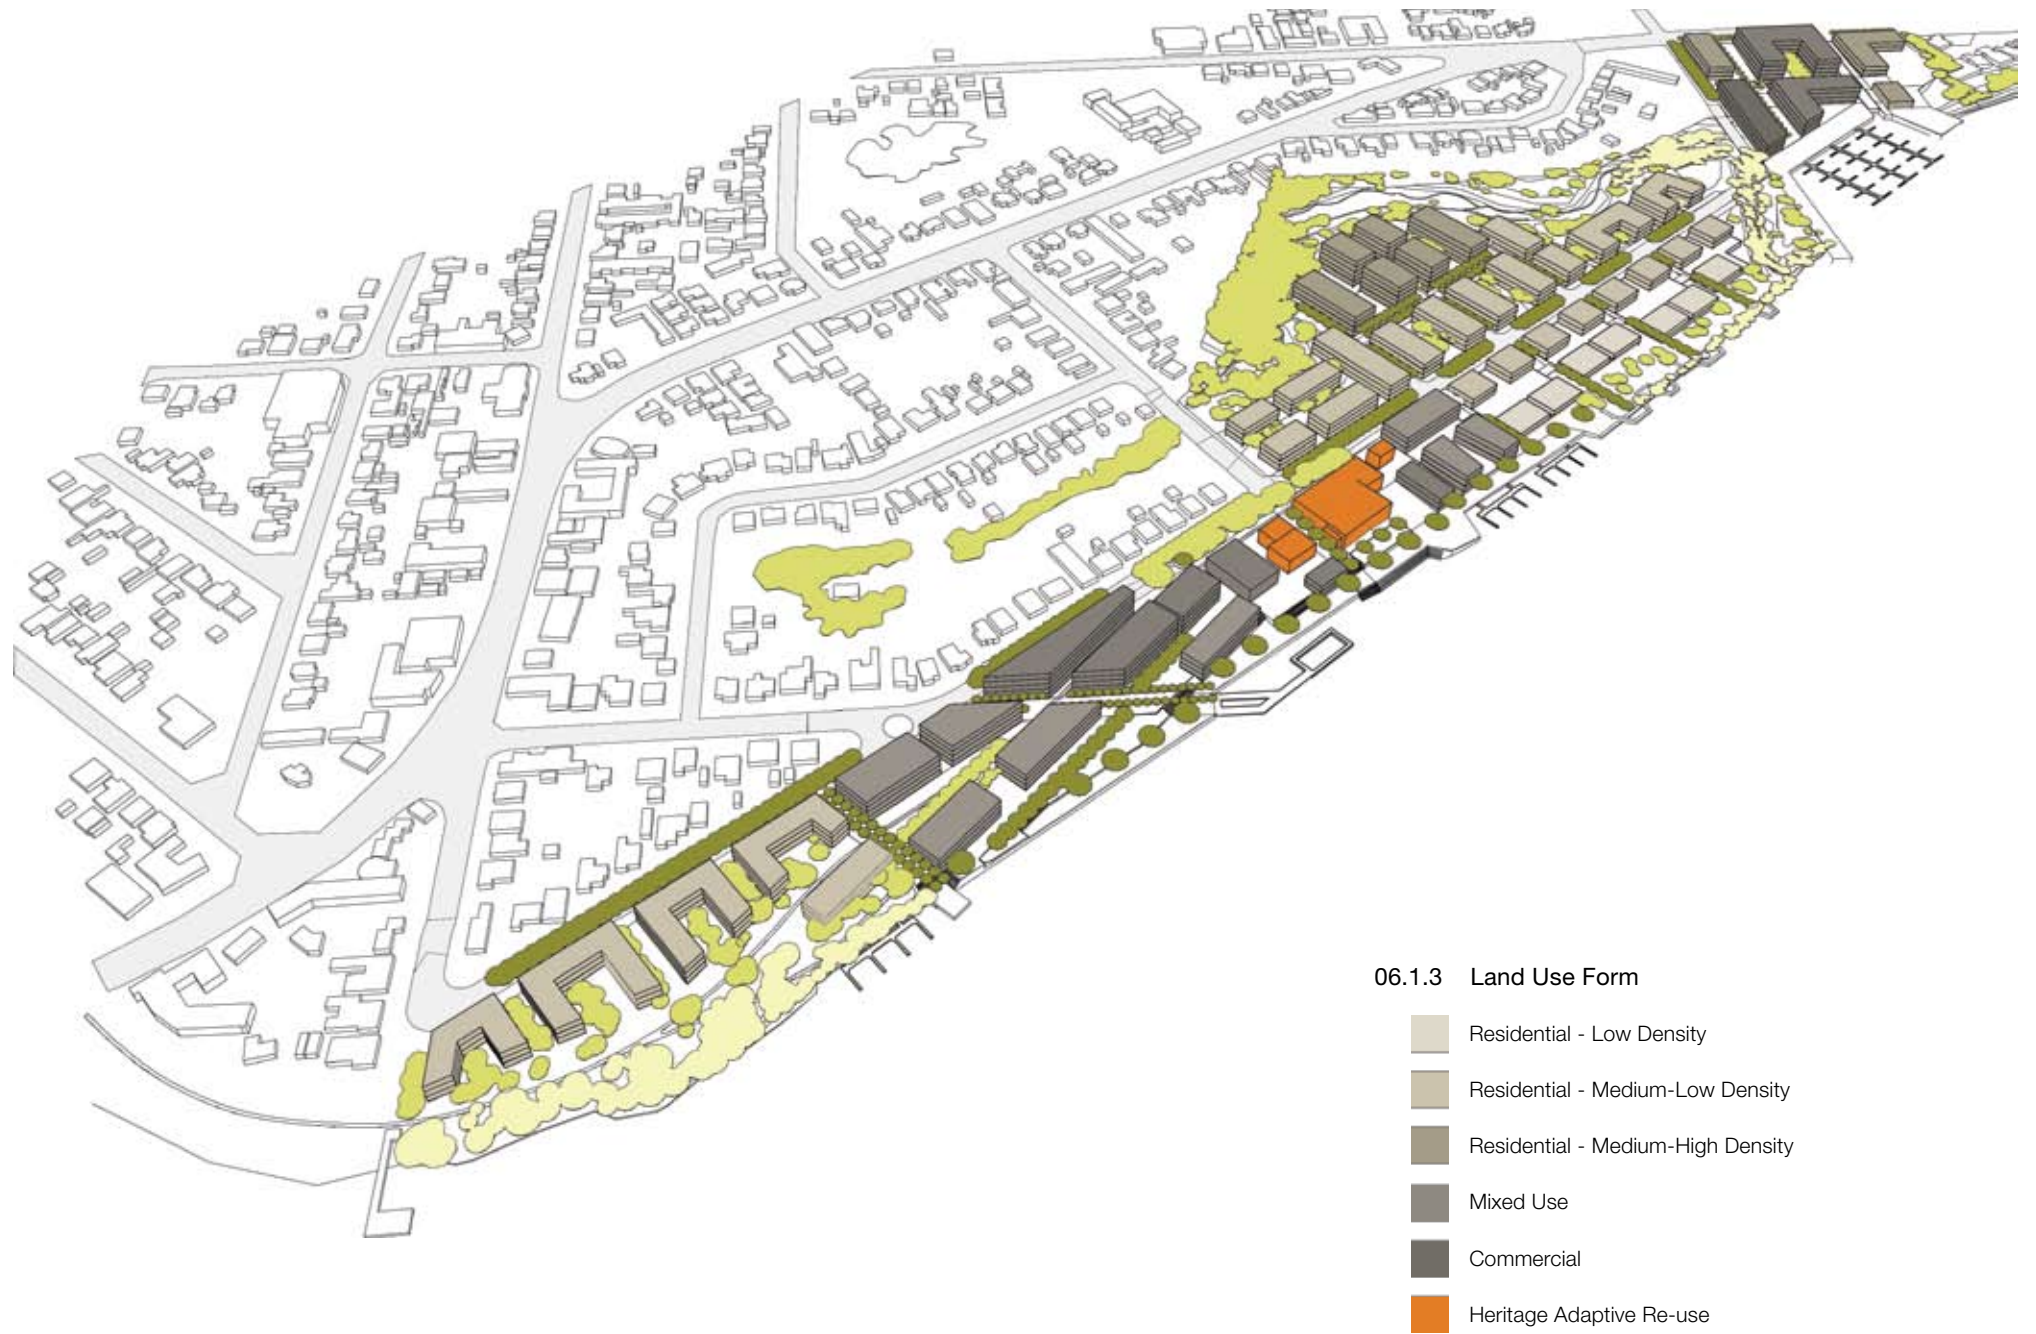 06.1.3 Land Use Form
Residential - Low Density
Residential - Medium-Low Density
Residential - Medium-High Density
Mixed Use
Commercial
Heritage Adaptive Re-use